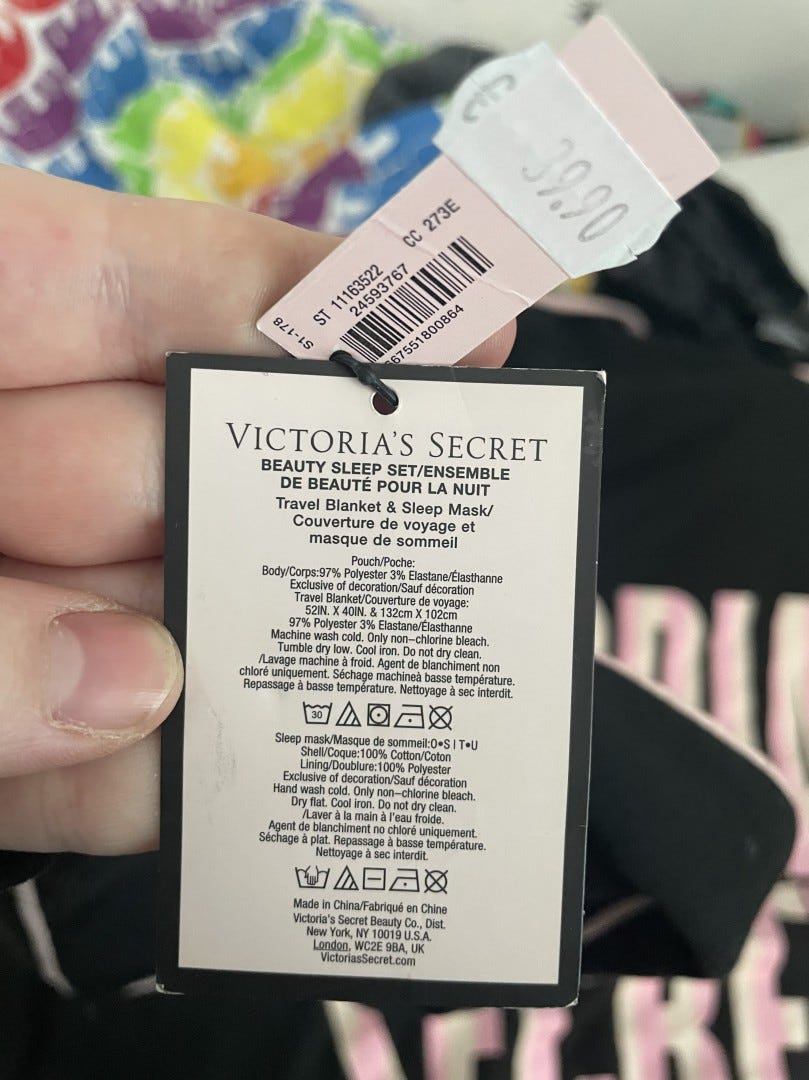 39.90
CC 273E
ST 11163522
24593767
S1-178
67551800864
VICTORIA'S SECRET
BEAUTY SLEEP SET/ENSEMBLE
DE BEAUTÉ POUR LA NUIT
Travel Blanket & Sleep Mask/
Couverture de voyage et
masque de sommeil
Pouch/Poche:
Body/Corps:97% Polyester 3% Elastane/Élasthanne
Exclusive of decoration/Sauf décoration
Travel Blanket/Couverture de voyage:
52IN. X 40IN. & 132cm X 102cm
97% Polyester 3% Elastane/Élasthanne
Machine wash cold. Only non-chlorine bleach.
Tumble dry low. Cool iron. Do not dry clean.
/Lavage machine à froid. Agent de blanchiment non
chloré uniquement. Séchage machineà basse température.
Repassage à basse température. Nettoyage à sec interdit.
30
Sleep mask/Masque de sommeil:O•S I T•U
Shell/Coque:100% Cotton/Coton
Lining/Doublure:100% Polyester
Exclusive of decoration/Sauf décoration
Hand wash cold. Only non-chlorine bleach.
Dry flat. Cool iron. Do not dry clean.
/Laver à la main à l'eau froide.
Agent de blanchiment no chloré uniquement.
Séchage à plat. Repassage à basse température.
Nettoyage à sec interdit.
Made in China/Fabriqué en Chine
Victoria's Secret Beauty Co., Dist.
New York, NY 10019 U.S.A.
London, WC2E 9BA, UK
VictoriasSecret.com